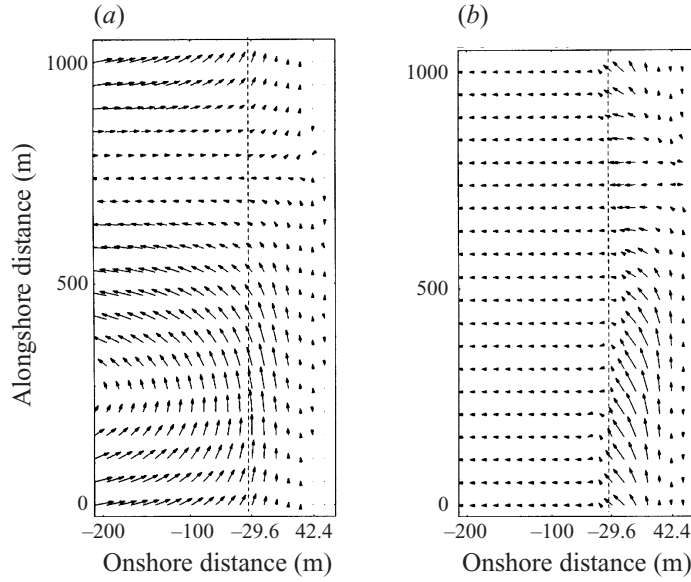 (a)
(b)
1000
500
0
Alongshore distance (m)
–200
–100
–29.6
42.4
Onshore distance (m)
1000
500
0
–200
–100
–29.6
42.4
Onshore distance (m)